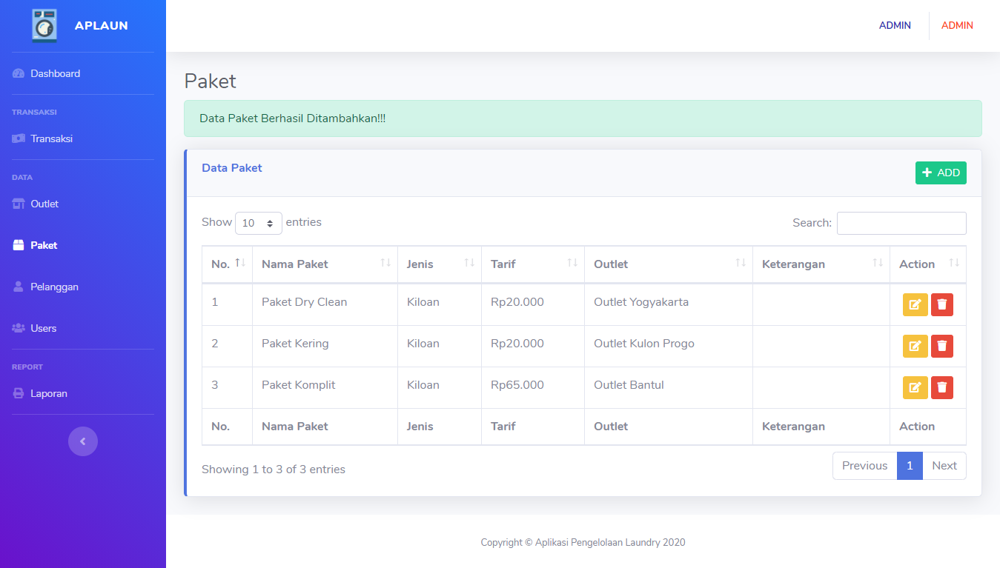 APLAUN
ADMIN ADMIN
Dashboard
TRANSAKSI
Transaksi
DATA
Outlet
Paket
Pelanggan
Users
REPORT
Laporan
Paket
Data Paket Berhasil Ditambahkan!!!
Data Paket
ADD
Show 10 entries
Search:
No. Nama Paket Jenis Tarif Outlet Keterangan Action
1 Paket Dry Clean Kiloan Rp20.000 Outlet Yogyakarta
2 Paket Kering Kiloan Rp20.000 Outlet Kulon Progo
3 Paket Komplit Kiloan Rp65.000 Outlet Bantul
No. Nama Paket Jenis Tarif Outlet Keterangan Action
Showing 1 to 3 of 3 entries
Previous 1 Next
Copyright © Aplikasi Pengelolaan Laundry 2020